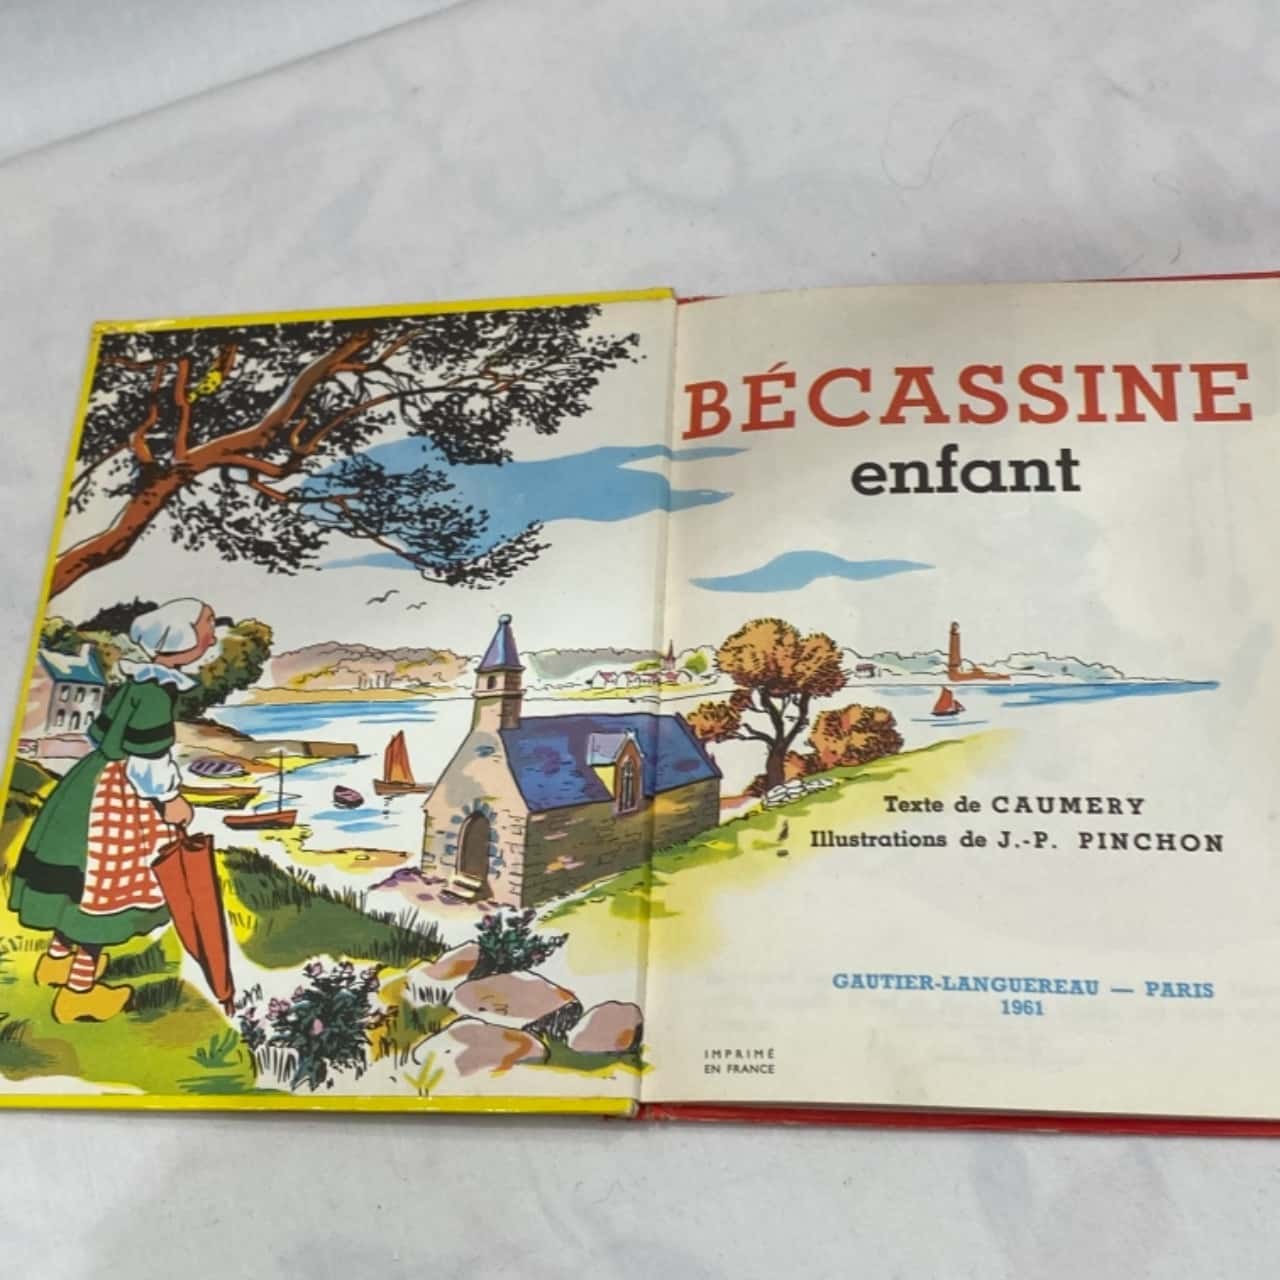 BÉCASSINE
enfant
Texte de CAUMERY
Illustrations de J.-P. PINCHON
GAUTIER-LANGUEREAU — PARIS
1961
IMPRIMÉ
EN FRANCE